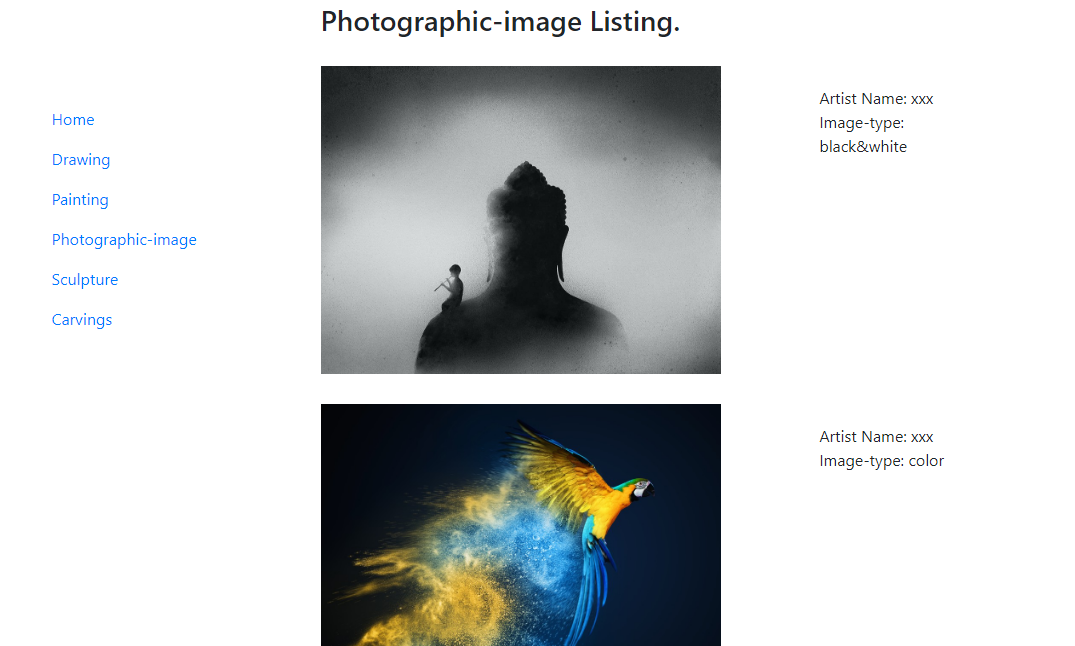 Photographic-image Listing.
Home
Drawing
Painting
Photographic-image
Sculpture
Carvings
Artist Name: xxx
Image-type:
black&white
Artist Name: xxx
Image-type: color